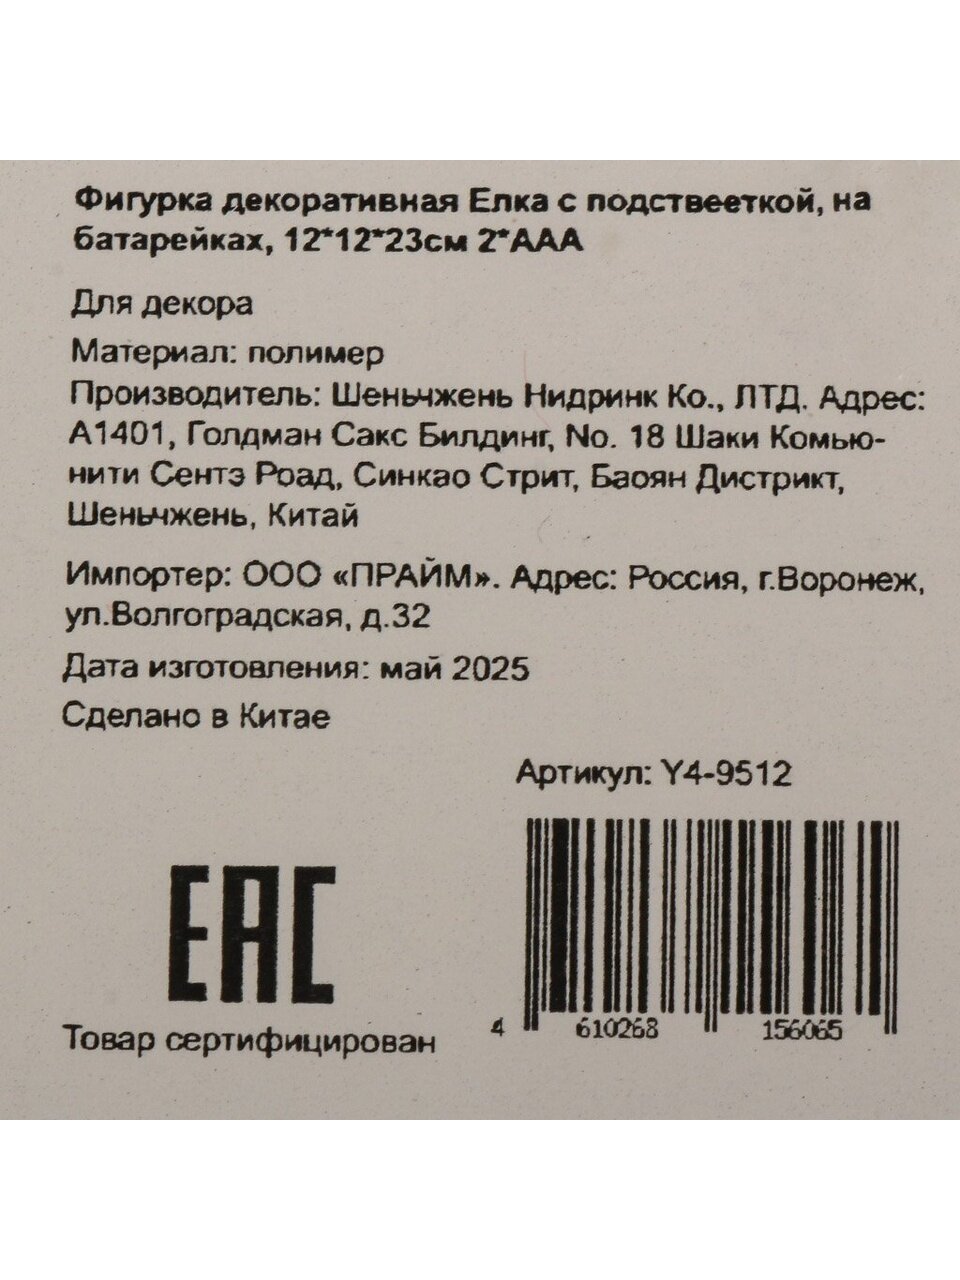 Фигурка декоративная Елка с подствееткой, на
батарейках, 12*12*23см 2*ААА
Для декора
Материал: полимер
Производитель: Шеньчжень Нидринк Ко., ЛТД. Адрес:
А1401, Голдман Сакс Билдинг, No. 18 Шаки Комью-
нити Сентэ Роад, Синкао Стрит, Баоян Дистрикт,
Шеньчжень, Китай
Импортер: ООО «ПРАЙМ». Адрес: Россия, г.Воронеж,
ул.Волгоградская, д.32
Дата изготовления: май 2025
Сделано в Китае
Артикул: Y4-9512
EAC
Товар сертифицирован
4 610268 156065